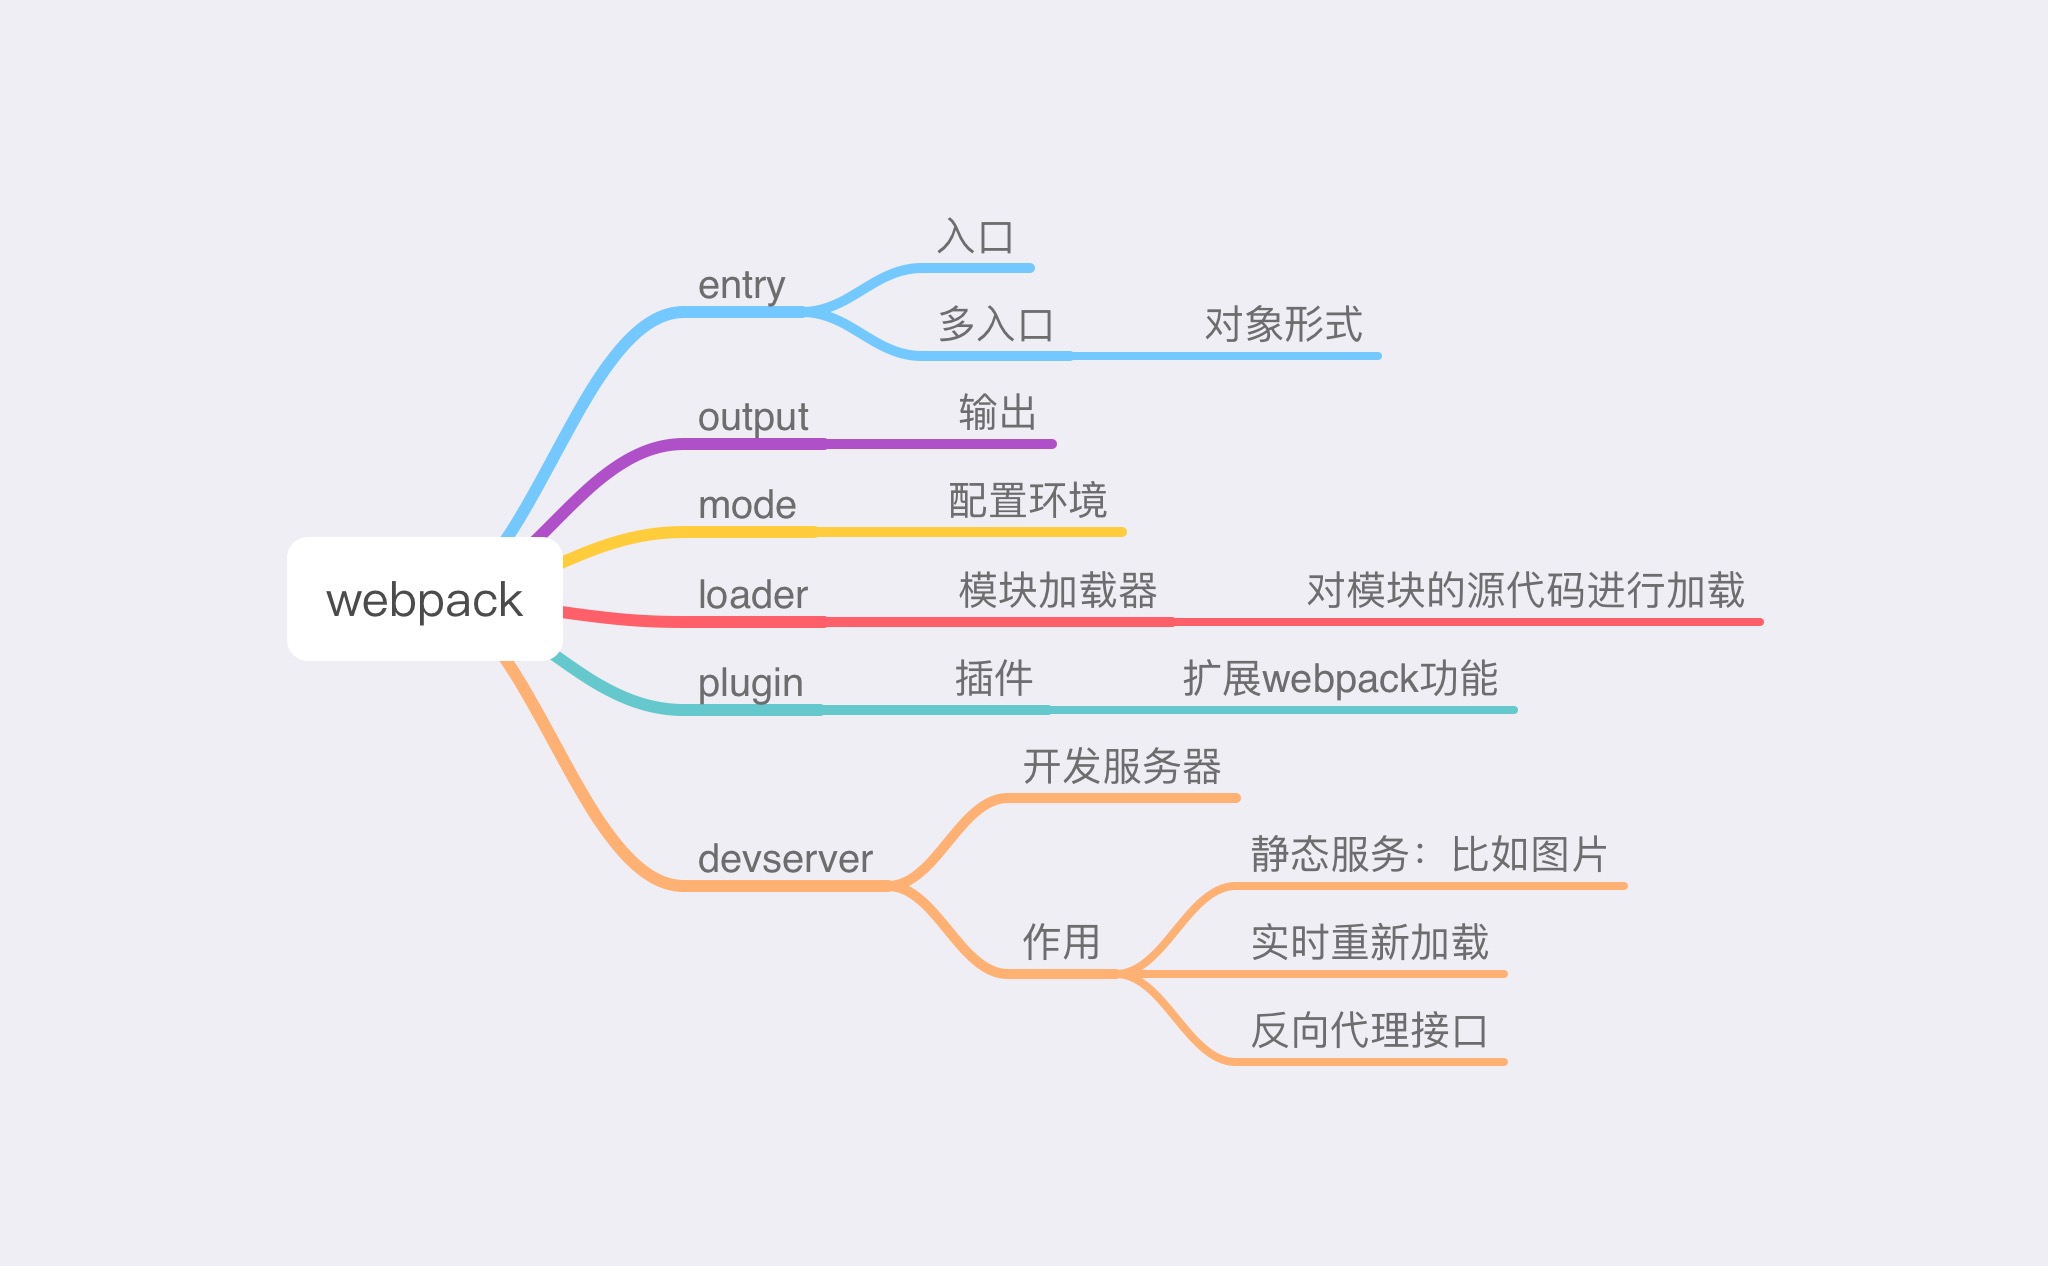 webpack
entry
入口
多入口
对象形式
output
输出
mode
配置环境
loader
模块加载器
对模块的源代码进行加载
plugin
插件
扩展webpack功能
devserver
开发服务器
作用
静态服务：比如图片
实时重新加载
反向代理接口